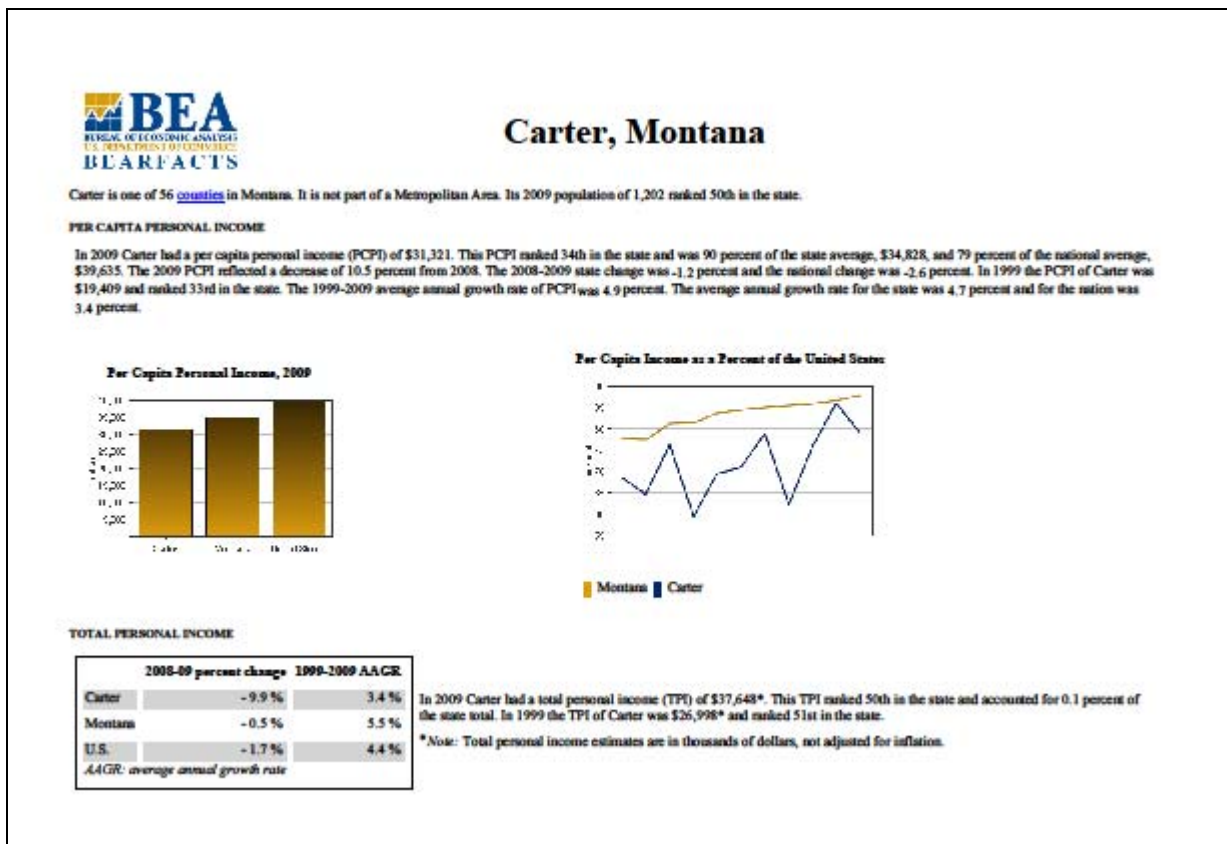 BEA
BUREAU OF ECONOMIC ANALYSIS
U.S. DEPARTMENT OF COMMERCE
BEARFACTS
Carter, Montana
Carter is one of 56 counties in Montana. It is not part of a Metropolitan Area. Its 2009 population of 1,202 ranked 50th in the state.
PER CAPITA PERSONAL INCOME
In 2009 Carter had a per capita personal income (PCPI) of $31,321. This PCPI ranked 34th in the state and was 90 percent of the state average, $34,828, and 79 percent of the national average,
$39,635. The 2009 PCPI reflected a decrease of 10.5 percent from 2008. The 2008-2009 state change was -1.2 percent and the national change was -2.6 percent. In 1999 the PCPI of Carter was
$19,409 and ranked 33rd in the state. The 1999-2009 average annual growth rate of PCPI was 4.9 percent. The average annual growth rate for the state was 4.7 percent and for the nation was
3.4 percent.
Per Capita Personal Income, 2009
Per Capita Income as a Percent of the United States
Montana Carter
TOTAL PERSONAL INCOME
2008-09 percent change 1999-2009 AAGR
Carter -9.9 % 3.4 %
Montana -0.5 % 5.5 %
U.S. -1.7 % 4.4 %
AAGR: average annual growth rate
In 2009 Carter had a total personal income (TPI) of $37,648*. This TPI ranked 50th in the state and accounted for 0.1 percent of
the state total. In 1999 the TPI of Carter was $26,998* and ranked 51st in the state.
*Note: Total personal income estimates are in thousands of dollars, not adjusted for inflation.